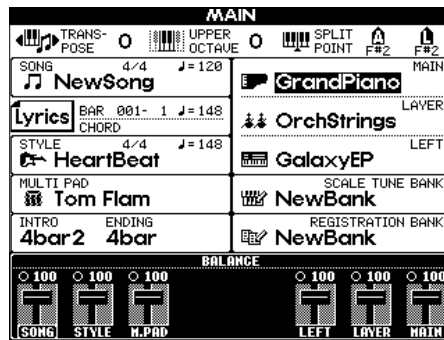 MAIN
TRANS-
POSE 0 UPPER
OCTAVE 0 SPLIT
POINT A
F#2 L
F#2
SONG 4/4 ♩=120
NewSong
Lyrics BAR 001- 1 ♩=148
CHORD
STYLE 4/4 ♩=148
HeartBeat
MULTI PAD
Tom Flam
INTRO ENDING
4bar2 4bar
MAIN
GrandPiano
LAYER
OrchStrings
LEFT
GalaxyEP
SCALE TUNE BANK
NewBank
REGISTRATION BANK
NewBank
BALANCE
100 100 100 100 100 100
SONG STYLE M.PAD LEFT LAYER MAIN